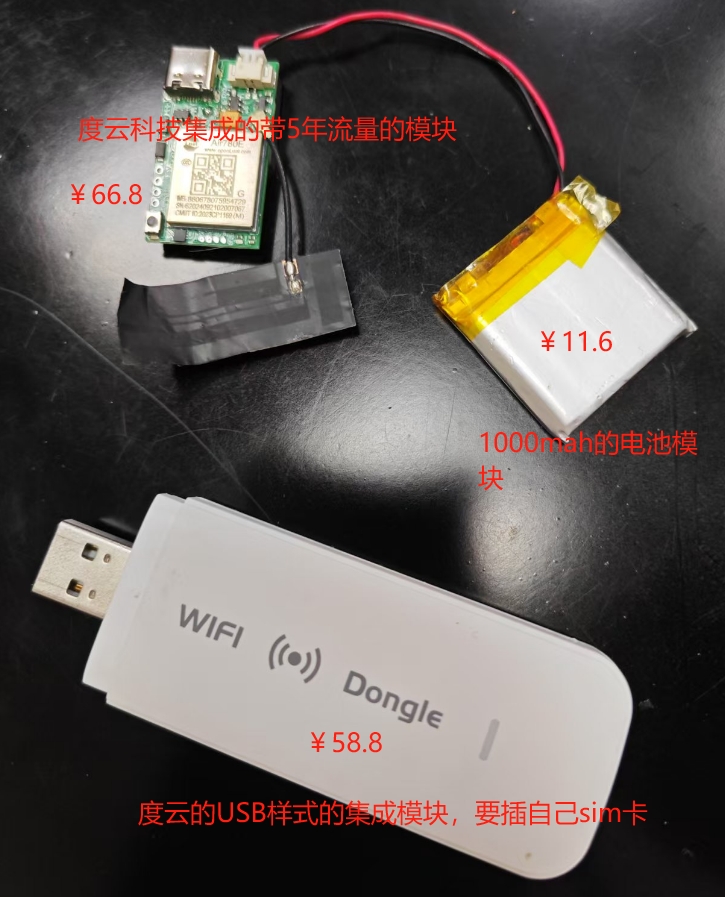 度云科技集成的带5年流量的模块
¥66.8
Air780E
G
¥11.6
1000mah的电池模
块
WIFI Dongle
¥58.8
度云的USB样式的集成模块，要插自己sim卡